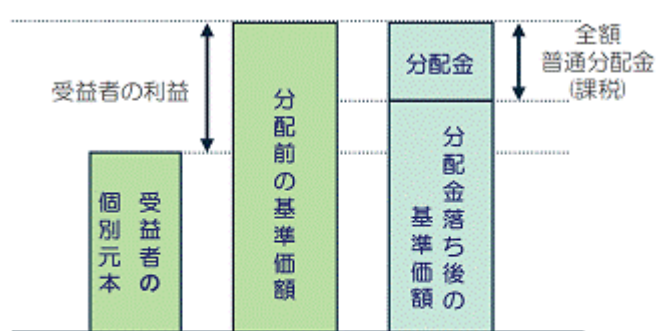 受益者の利益
受益者の
個別元本
分配前の基準価額
分配金
分配金落ち後の
基準価額
全額
普通分配金
(課税)